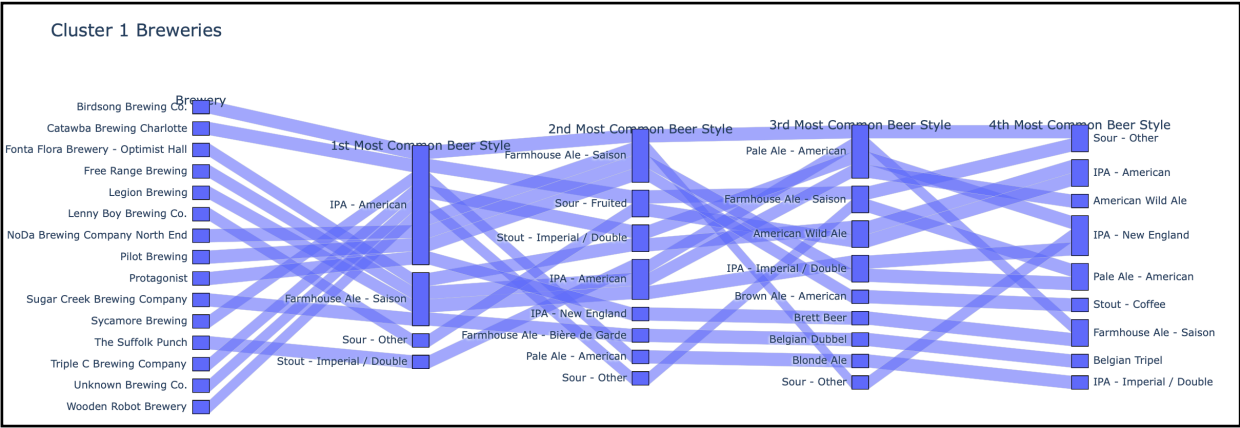 Cluster 1 Breweries
Brewery
Birdsong Brewing Co.
Catawba Brewing Charlotte
Fonta Flora Brewery - Optimist Hall
Free Range Brewing
Legion Brewing
Lenny Boy Brewing Co.
NoDa Brewing Company North End
Pilot Brewing
Protagonist
Sugar Creek Brewing Company
Sycamore Brewing
The Suffolk Punch
Triple C Brewing Company
Unknown Brewing Co.
Wooden Robot Brewery
1st Most Common Beer Style
IPA - American
Farmhouse Ale - Saison
Sour - Other
Stout - Imperial / Double
2nd Most Common Beer Style
Farmhouse Ale - Saison
Sour - Fruited
Stout - Imperial / Double
IPA - American
IPA - New England
Farmhouse Ale - Bière de Garde
Pale Ale - American
Sour - Other
3rd Most Common Beer Style
Pale Ale - American
Farmhouse Ale - Saison
American Wild Ale
IPA - Imperial / Double
Brown Ale - American
Brett Beer
Belgian Dubbel
Blonde Ale
Sour - Other
4th Most Common Beer Style
Sour - Other
IPA - American
American Wild Ale
IPA - New England
Pale Ale - American
Stout - Coffee
Farmhouse Ale - Saison
Belgian Tripel
IPA - Imperial / Double